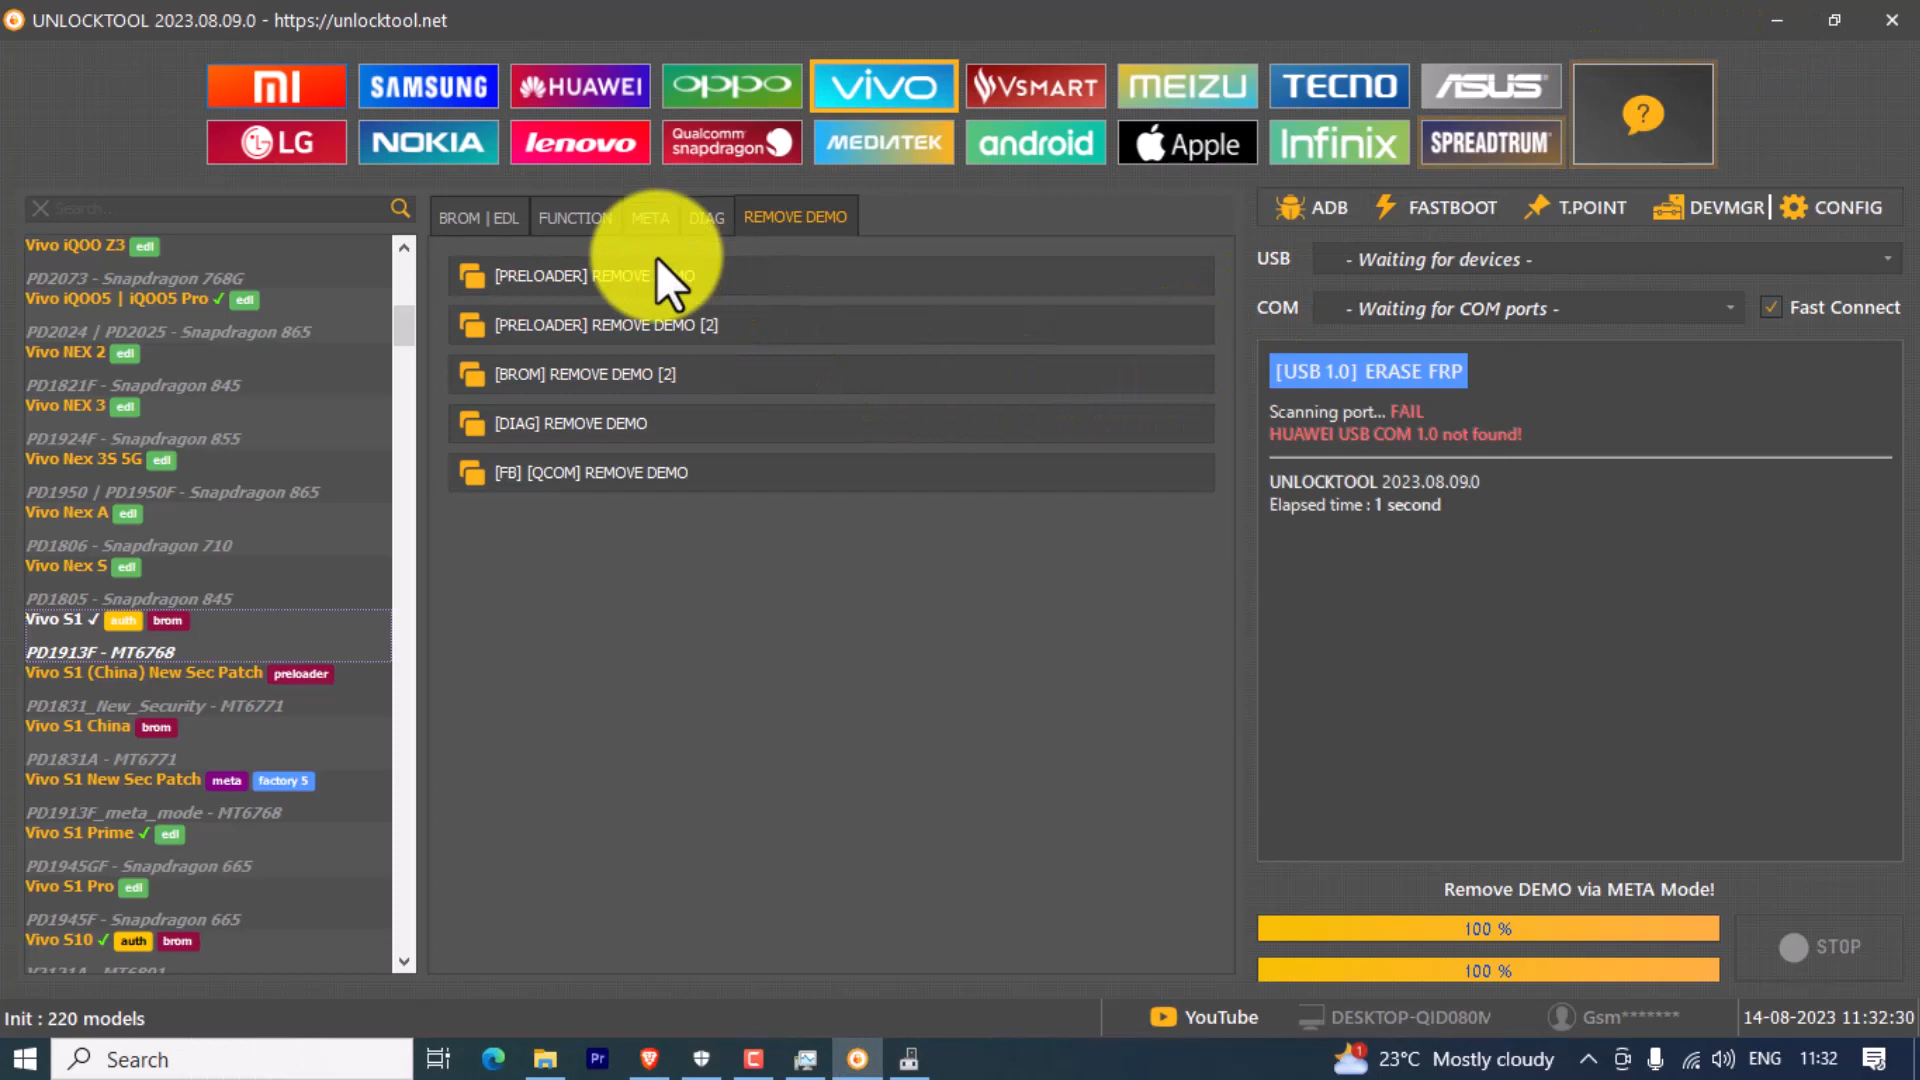 UNLOCKTOOL 2023.08.09.0 - https://unlocktool.net
MI SAMSUNG HUAWEI oppo vivo VSMART MEIZU TECNO ASUS ?
LG NOKIA lenovo Qualcomm snapdragon MEDIATEK android Apple Infinix SPREADTRUM
Search...
BROM | EDL FUNCTION META DIAG REMOVE DEMO
ADB FASTBOOT T.POINT DEVMGR CONFIG
Vivo iQOO Z3 edl
PD2073 - Snapdragon 768G
Vivo iQOO5 | iQOO5 Pro ✓ edl
PD2024 | PD2025 - Snapdragon 865
Vivo NEX 2 edl
PD1821F - Snapdragon 845
Vivo NEX 3 edl
PD1924F - Snapdragon 855
Vivo Nex 3S 5G edl
PD1950 | PD1950F - Snapdragon 865
Vivo Nex A edl
PD1806 - Snapdragon 710
Vivo Nex S edl
PD1805 - Snapdragon 845
Vivo S1 ✓ auth brom
PD1913F - MT6768
Vivo S1 (China) New Sec Patch preloader
PD1831_New_Security - MT6771
Vivo S1 China brom
PD1831A - MT6771
Vivo S1 New Sec Patch meta factory 5
PD1913F_meta_mode - MT6768
Vivo S1 Prime ✓ edl
PD1945GF - Snapdragon 665
Vivo S1 Pro edl
PD1945F - Snapdragon 665
Vivo S10 ✓ auth brom
V2121A - MT6891
[PRELOADER] REMOVE DEMO
[PRELOADER] REMOVE DEMO [2]
[BROM] REMOVE DEMO [2]
[DIAG] REMOVE DEMO
[FB] [QCOM] REMOVE DEMO
USB - Waiting for devices -
COM - Waiting for COM ports - Fast Connect
[USB 1.0] ERASE FRP
Scanning port... FAIL
HUAWEI USB COM 1.0 not found!
UNLOCKTOOL 2023.08.09.0
Elapsed time : 1 second
Remove DEMO via META Mode!
100 %
100 %
STOP
Init : 220 models
YouTube DESKTOP-QID080M Gsm******* 14-08-2023 11:32:30
Search Pr C 1 23°C Mostly cloudy ENG 11:32